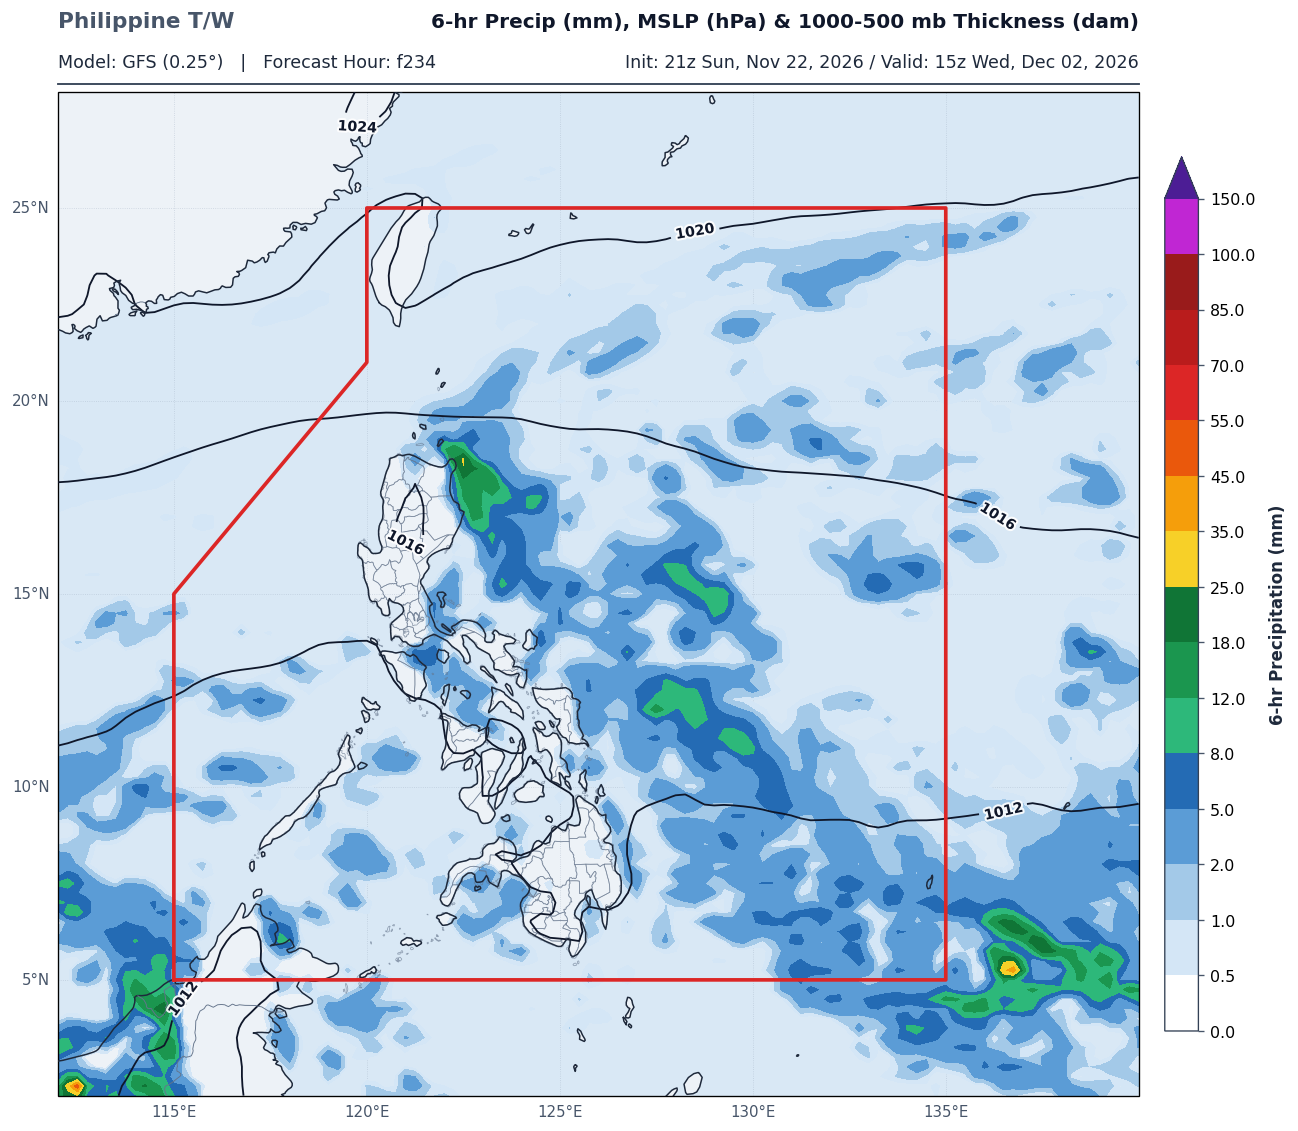 Philippine T/W
6-hr Precip (mm), MSLP (hPa) & 1000-500 mb Thickness (dam)
Model: GFS (0.25°) | Forecast Hour: f234
Init: 21z Sun, Nov 22, 2026 / Valid: 15z Wed, Dec 02, 2026
1024
25°N
1020
20°N
1016
1016
15°N
10°N
1012
5°N
1012
115°E
120°E
125°E
130°E
135°E
150.0
100.0
85.0
70.0
55.0
45.0
35.0
25.0
18.0
12.0
8.0
5.0
2.0
1.0
0.5
0.0
6-hr Precipitation (mm)